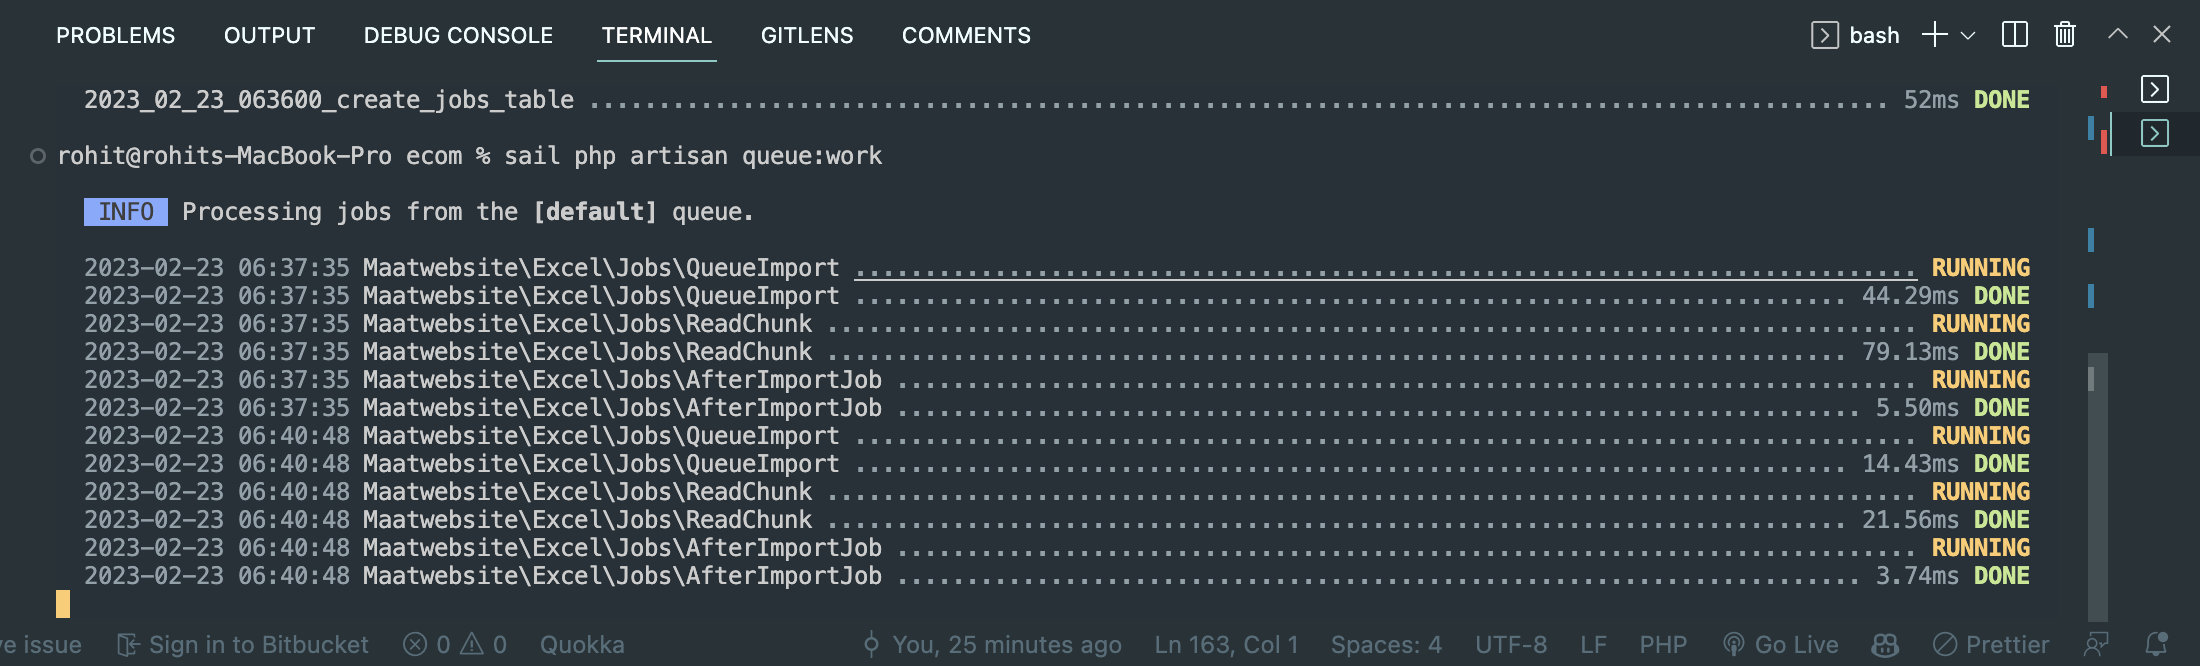 PROBLEMS OUTPUT DEBUG CONSOLE TERMINAL GITLENS COMMENTS bash
2023_02_23_063600_create_jobs_table ............................................................................................. 52ms DONE
rohit@rohits-MacBook-Pro ecom % sail php artisan queue:work
INFO Processing jobs from the [default] queue.
2023-02-23 06:37:35 Maatwebsite\Excel\Jobs\QueueImport ............................................................................ RUNNING
2023-02-23 06:37:35 Maatwebsite\Excel\Jobs\QueueImport ....................................................................... 44.29ms DONE
2023-02-23 06:37:35 Maatwebsite\Excel\Jobs\ReadChunk .............................................................................. RUNNING
2023-02-23 06:37:35 Maatwebsite\Excel\Jobs\ReadChunk ......................................................................... 79.13ms DONE
2023-02-23 06:37:35 Maatwebsite\Excel\Jobs\AfterImportJob ......................................................................... RUNNING
2023-02-23 06:37:35 Maatwebsite\Excel\Jobs\AfterImportJob ..................................................................... 5.50ms DONE
2023-02-23 06:40:48 Maatwebsite\Excel\Jobs\QueueImport ............................................................................ RUNNING
2023-02-23 06:40:48 Maatwebsite\Excel\Jobs\QueueImport ....................................................................... 14.43ms DONE
2023-02-23 06:40:48 Maatwebsite\Excel\Jobs\ReadChunk .............................................................................. RUNNING
2023-02-23 06:40:48 Maatwebsite\Excel\Jobs\ReadChunk ......................................................................... 21.56ms DONE
2023-02-23 06:40:48 Maatwebsite\Excel\Jobs\AfterImportJob ......................................................................... RUNNING
2023-02-23 06:40:48 Maatwebsite\Excel\Jobs\AfterImportJob ..................................................................... 3.74ms DONE
issue Sign in to Bitbucket 0 0 Quokka You, 25 minutes ago Ln 163, Col 1 Spaces: 4 UTF-8 LF PHP Go Live Prettier